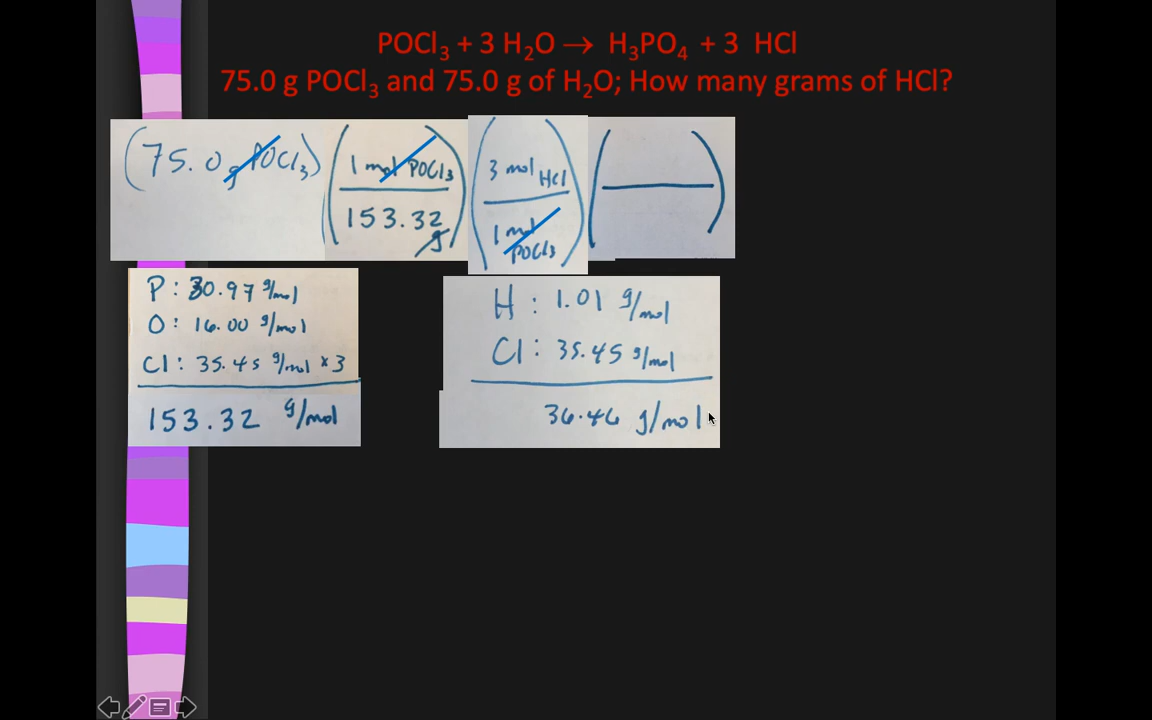 POCl₃ + 3 H₂O → H₃PO₄ + 3 HCl
75.0 g POCl₃ and 75.0 g of H₂O; How many grams of HCl?
(75.0 g POCl₃) (1 mol POCl₃ / 153.32 g) (3 mol HCl / 1 mol POCl₃) ( / )
P: 30.97 g/mol
O: 16.00 g/mol
Cl: 35.45 g/mol × 3
153.32 g/mol
H: 1.01 g/mol
Cl: 35.45 g/mol
36.46 g/mol